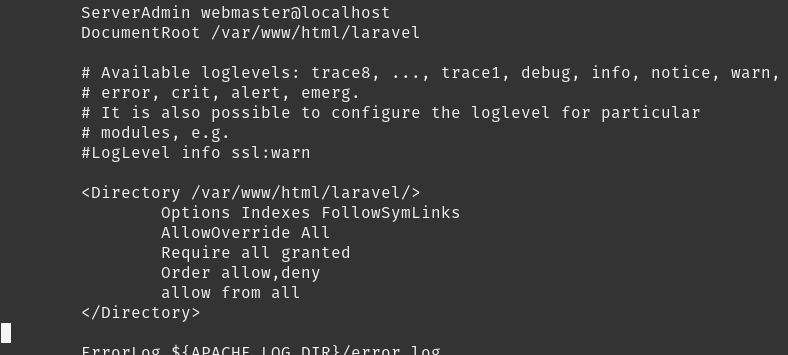 ServerAdmin webmaster@localhost
DocumentRoot /var/www/html/laravel
# Available loglevels: trace8, ..., trace1, debug, info, notice, warn,
# error, crit, alert, emerg.
# It is also possible to configure the loglevel for particular
# modules, e.g.
#LogLevel info ssl:warn
<Directory /var/www/html/laravel/>
Options Indexes FollowSymLinks
AllowOverride All
Require all granted
Order allow,deny
allow from all
</Directory>
ErrorLog ${APACHE_LOG_DIR}/error.log